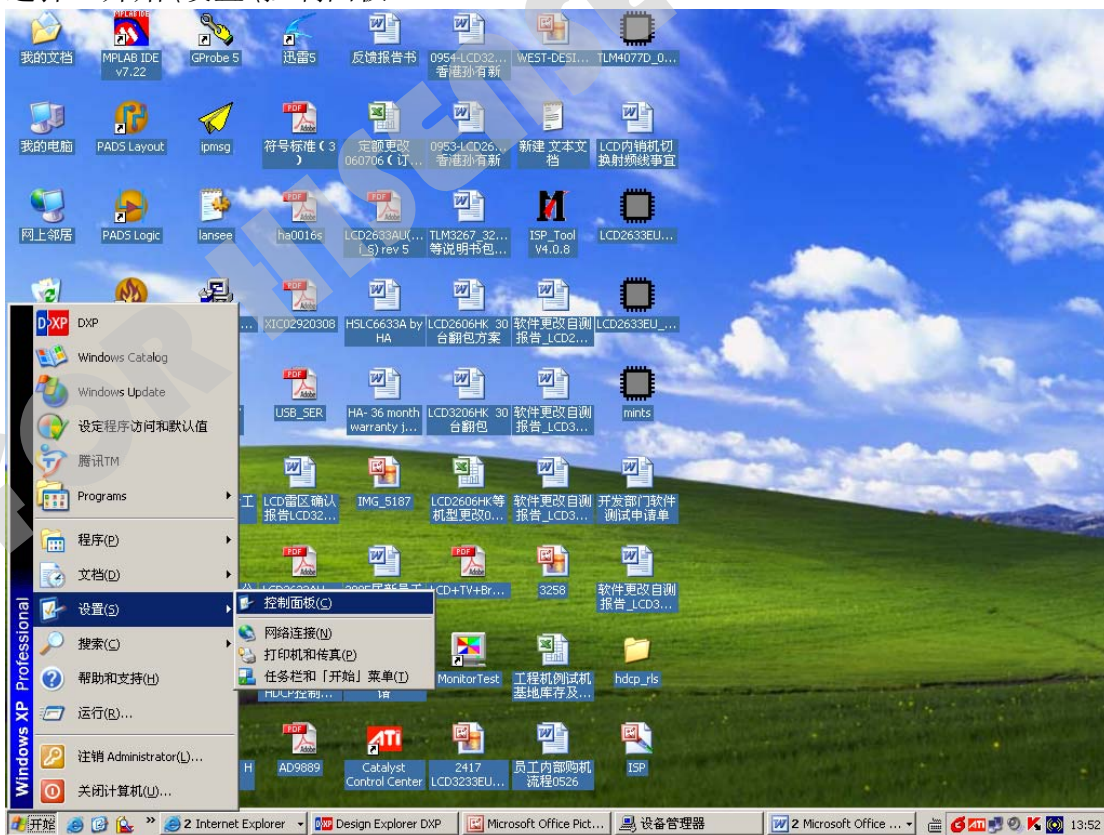 我的文档
MPLAB IDE
v7.22
GProbe 5
迅雷5
反馈报告书
0954-LCD32...
香港孙有新
WEST-DESI...
TLM4077D_0...
我的电脑
PADS Layout
ipmsg
符号标准(3
)
定额更改
060706(订...
0953-LCD26...
香港孙有新
新建 文本文
档
LCD内销机切
换射频线事宜
网上邻居
PADS Logic
lansee
ha0016s
LCD2633AU(...
i_S) rev 5
TLM3267_32...
等说明书包...
ISP_Tool
V4.0.8
LCD2633EU...
XIC02920308
HSLC6633A by
HA
LCD2606HK 30
台翻包方案
软件更改自测
报告_LCD2...
LCD2633EU_...
USB_SER
HA- 36 month
warranty j...
LCD3206HK 30
台翻包
软件更改自测
报告_LCD3...
mints
LCD雷区确认
报告LCD32...
IMG_5187
LCD2606HK等
机型更改0...
软件更改自测
报告_LCD3...
开发部门软件
测试申请单
LCD+TV+Br...
3258
软件更改自测
报告_LCD3...
MonitorTest
工程机例试机
基地库存及...
hdcp_rls
HDCP控制...
AD9889
Catalyst
Control Center
2417
LCD3233EU...
员工内部购机
流程0526
ISP
DXP
Windows Catalog
Windows Update
设定程序访问和默认值
腾讯TM
Programs
程序(P)
文档(D)
设置(S)
搜索(C)
帮助和支持(H)
运行(R)...
注销 Administrator(L)...
关闭计算机(U)...
Windows XP Professional
控制面板(C)
网络连接(N)
打印机和传真(P)
任务栏和「开始」菜单(T)
开始
2 Internet Explorer
Design Explorer DXP
Microsoft Office Pict...
设备管理器
2 Microsoft Office ...
13:52